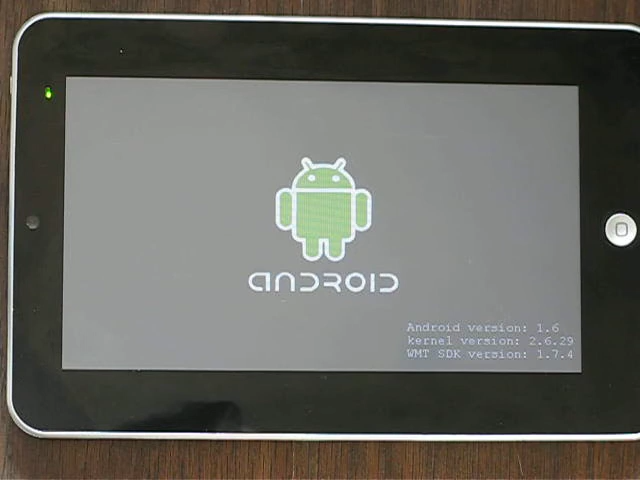 ANDROID
Android version: 1.6
kernel version: 2.6.29
WMT SDK version: 1.7.4